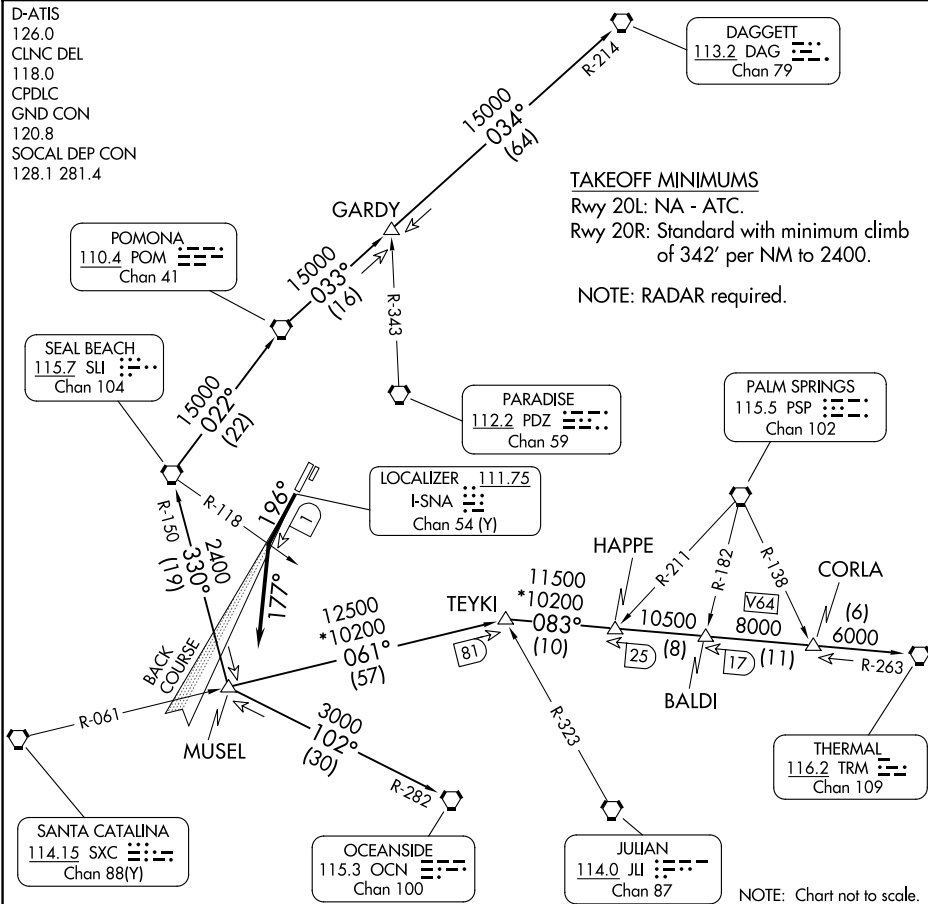 D-ATIS
126.0
CLNC DEL
118.0
CPDLC
GND CON
120.8
SOCAL DEP CON
128.1 281.4
DAGGETT
113.2 DAG
Chan 79
R-214
15000
034°
(64)
TAKEOFF MINIMUMS
Rwy 20L: NA - ATC.
Rwy 20R: Standard with minimum climb
of 342' per NM to 2400.
NOTE: RADAR required.
GARDY
POMONA
110.4 POM
Chan 41
15000
033°
(16)
R-343
SEAL BEACH
115.7 SLI
Chan 104
15000
022°
(22)
PARADISE
112.2 PDZ
Chan 59
PALM SPRINGS
115.5 PSP
Chan 102
LOCALIZER 111.75
I-SNA
Chan 54 (Y)
R-118
196°
1
R-150
2400
330°
(19)
177°
HAPPE
R-211
R-182
R-138
CORLA
TEYKI
11500
*10200
083°
(10)
10500
(8)
V64
8000
(11)
(6)
6000
R-263
12500
*10200
061°
(57)
81
25
17
BALDI
BACK
COURSE
R-061
MUSEL
3000
102°
(30)
R-282
R-323
THERMAL
116.2 TRM
Chan 109
SANTA CATALINA
114.15 SXC
Chan 88(Y)
OCEANSIDE
115.3 OCN
Chan 100
JULIAN
114.0 JLI
Chan 87
NOTE: Chart not to scale.